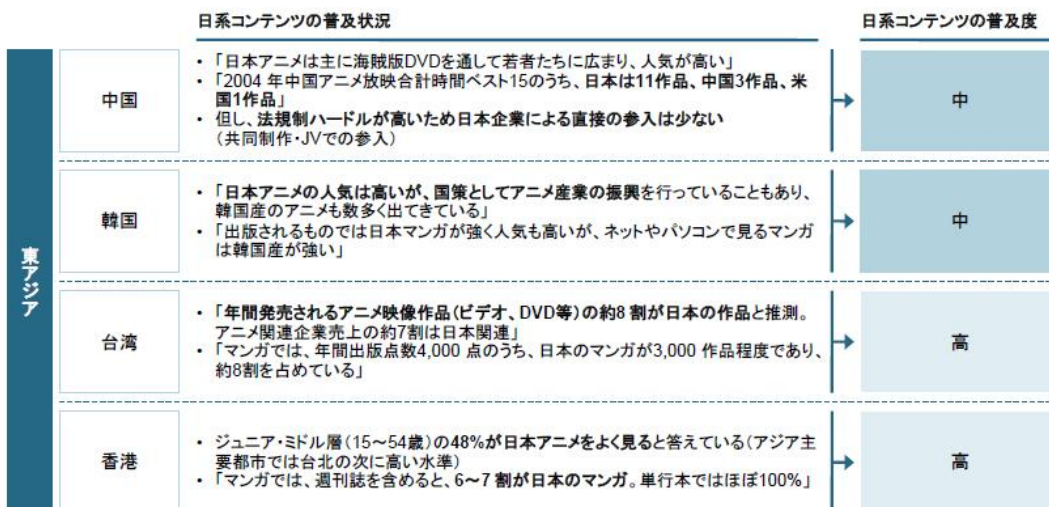 日系コンテンツの普及状況
日系コンテンツの普及度
東アジア
中国
• 「日本アニメは主に海賊版DVDを通して若者たちに広まり、人気が高い」
• 「2004 年中国アニメ放映合計時間ベスト15のうち、日本は11作品、中国3作品、米
国1作品」
• 但し、法規制ハードルが高いため日本企業による直接の参入は少ない
（共同制作・JVでの参入）
中
韓国
• 「日本アニメの人気は高いが、国策としてアニメ産業の振興を行っていることもあり、
韓国産のアニメも数多く出てきている」
• 「出版されるものでは日本マンガが強く人気も高いが、ネットやパソコンで見るマンガ
は韓国産が強い」
中
台湾
• 「年間発売されるアニメ映像作品（ビデオ、DVD等）の約8 割が日本の作品と推測。
アニメ関連企業売上の約7割は日本関連」
• 「マンガでは、年間出版点数4,000 点のうち、日本のマンガが3,000 作品程度であり、
約8割を占めている」
高
香港
• ジュニア・ミドル層（15～54歳）の48%が日本アニメをよく見ると答えている（アジア主
要都市では台北の次に高い水準）
• 「マンガでは、週刊誌を含めると、6～7 割が日本のマンガ。単行本ではほぼ100%」
高